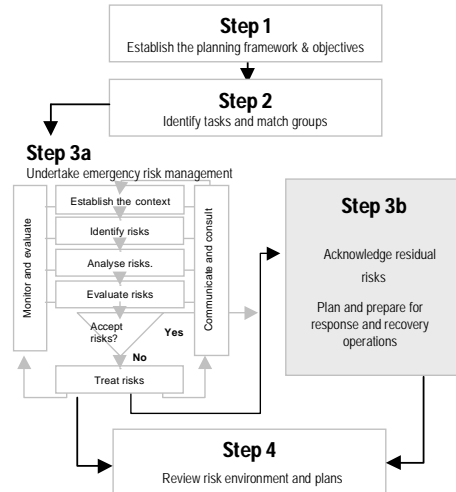 Step 1
Establish the planning framework & objectives
Step 2
Identify tasks and match groups
Step 3a
Undertake emergency risk management
Monitor and evaluate
Establish the context
Identify risks
Analyse risks.
Evaluate risks
Accept
risks?
Yes
No
Treat risks
Communicate and consult
Step 3b
Acknowledge residual
risks
Plan and prepare for
response and recovery
operations
Step 4
Review risk environment and plans